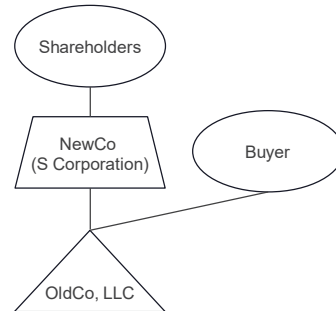 Shareholders
NewCo
(S Corporation)
Buyer
OldCo, LLC